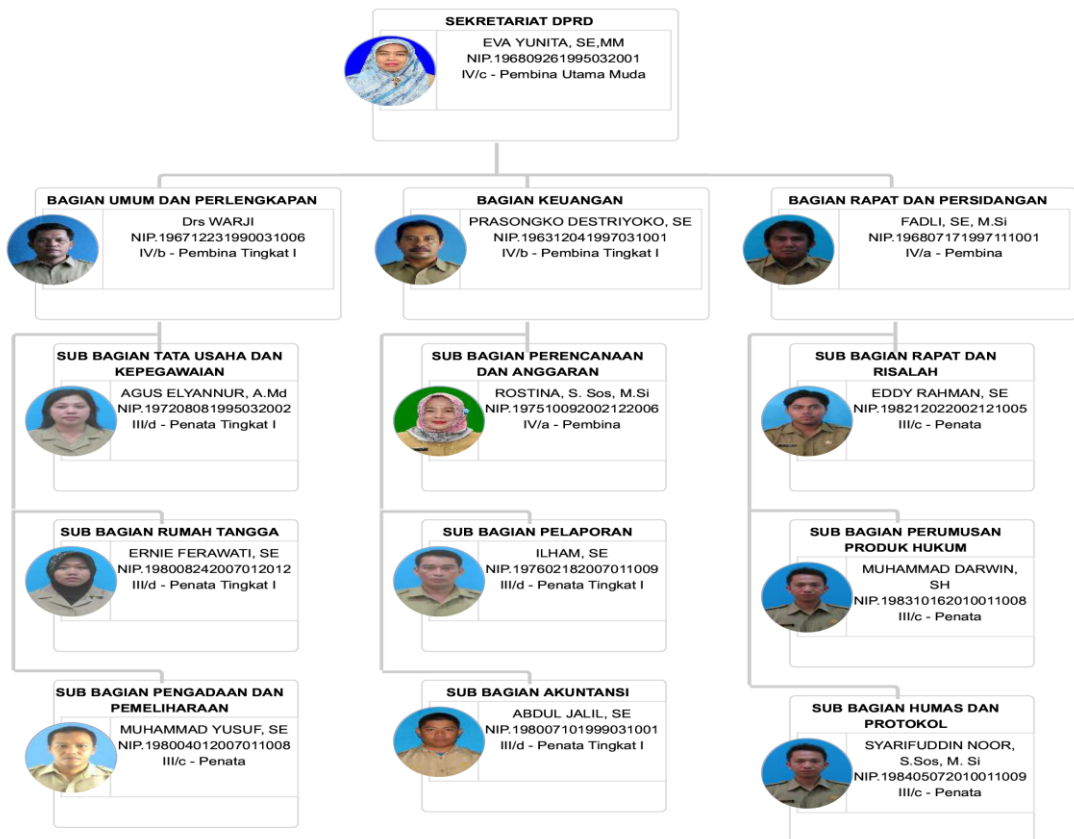 SEKRETARIAT DPRD
EVA YUNITA, SE,MM
NIP.196809261995032001
IV/c - Pembina Utama Muda
BAGIAN UMUM DAN PERLENGKAPAN
Drs WARJI
NIP.196712231990031006
IV/b - Pembina Tingkat I
BAGIAN KEUANGAN
PRASONGKO DESTRIYOKO, SE
NIP.196312041997031001
IV/b - Pembina Tingkat I
BAGIAN RAPAT DAN PERSIDANGAN
FADLI, SE, M.Si
NIP.196807171997111001
IV/a - Pembina
SUB BAGIAN TATA USAHA DAN
KEPEGAWAIAN
AGUS ELYANNUR, A.Md
NIP.197208081995032002
III/d - Penata Tingkat I
SUB BAGIAN PERENCANAAN
DAN ANGGARAN
ROSTINA, S. Sos, M.Si
NIP.197510092002122006
IV/a - Pembina
SUB BAGIAN RAPAT DAN
RISALAH
EDDY RAHMAN, SE
NIP.198212022002121005
III/c - Penata
SUB BAGIAN RUMAH TANGGA
ERNIE FERAWATI, SE
NIP.198008242007012012
III/d - Penata Tingkat I
SUB BAGIAN PELAPORAN
ILHAM, SE
NIP.197602182007011009
III/d - Penata Tingkat I
SUB BAGIAN PERUMUSAN
PRODUK HUKUM
MUHAMMAD DARWIN,
SH
NIP.198310162010011008
III/c - Penata
SUB BAGIAN PENGADAAN DAN
PEMELIHARAAN
MUHAMMAD YUSUF, SE
NIP.198004012007011008
III/c - Penata
SUB BAGIAN AKUNTANSI
ABDUL JALIL, SE
NIP.198007101999031001
III/d - Penata Tingkat I
SUB BAGIAN HUMAS DAN
PROTOKOL
SYARIFUDDIN NOOR,
S.Sos, M. Si
NIP.198405072010011009
III/c - Penata